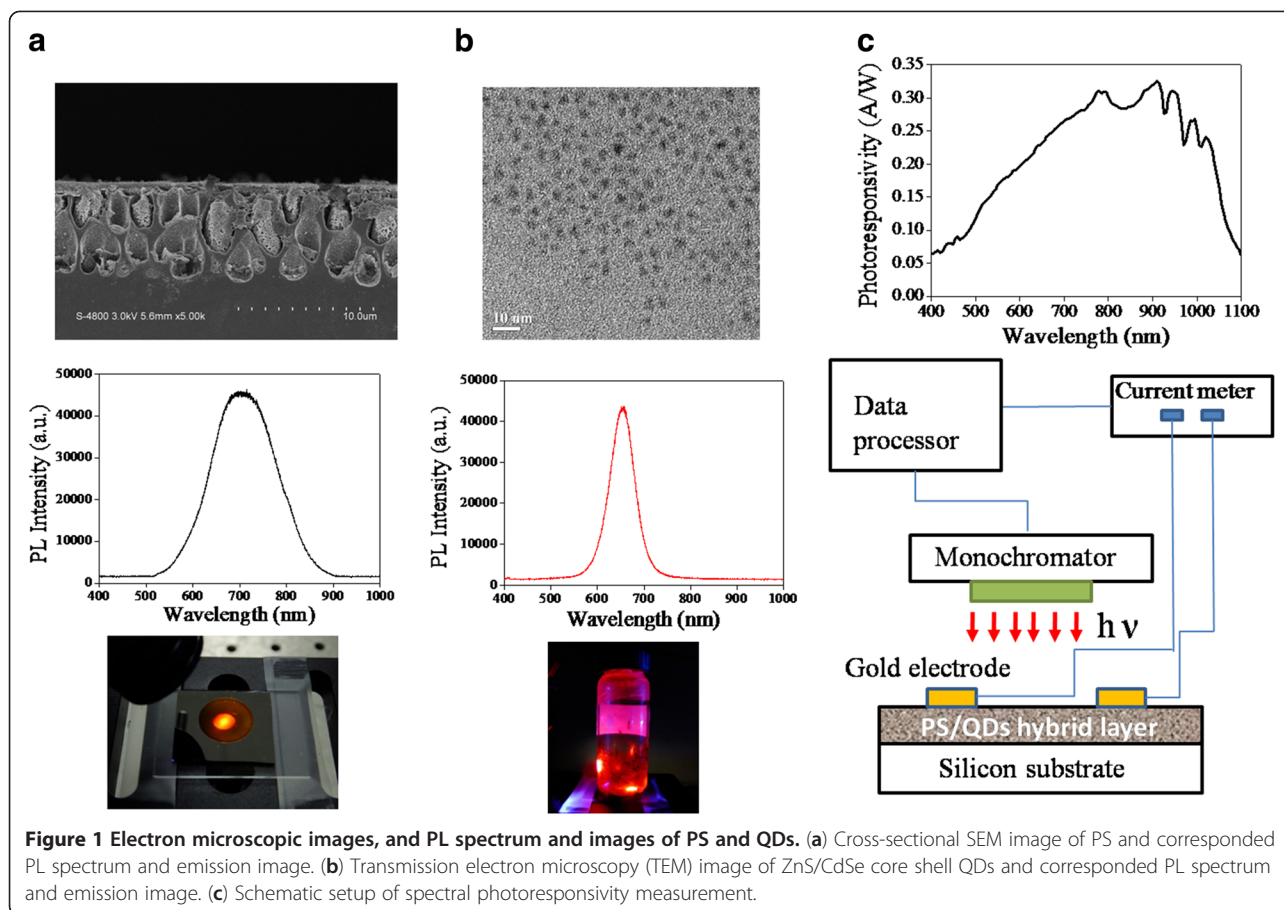 a
b
c
S-4800 3.0kV 5.6mm x5.00k
10.0um
10 nm
0.35
0.30
0.25
0.20
0.15
0.10
0.05
0.00
Photoresponsivity (A/W)
400 500 600 700 800 900 1000 1100
Wavelength (nm)
50000
40000
30000
20000
10000
0
PL Intensity (a.u.)
400 500 600 700 800 900 1000
Wavelength (nm)
50000
40000
30000
20000
10000
0
PL Intensity (a.u.)
400 500 600 700 800 900 1000
Wavelength (nm)
Data
processor
Current meter
Monochromator
h ν
Gold electrode
PS/QDs hybrid layer
Silicon substrate
Figure 1 Electron microscopic images, and PL spectrum and images of PS and QDs. (a) Cross-sectional SEM image of PS and corresponded
PL spectrum and emission image. (b) Transmission electron microscopy (TEM) image of ZnS/CdSe core shell QDs and corresponded PL spectrum
and emission image. (c) Schematic setup of spectral photoresponsivity measurement.